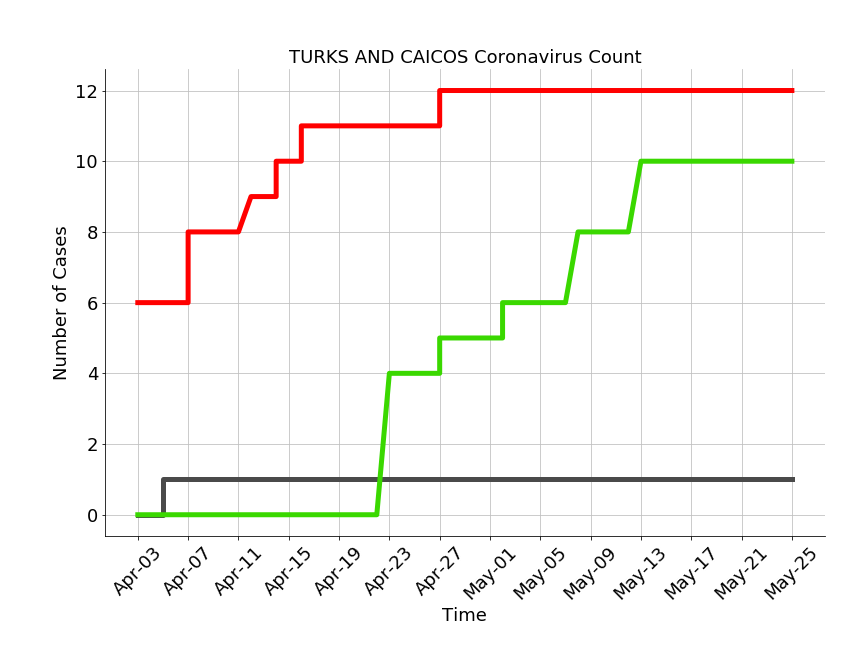 TURKS AND CAICOS Coronavirus Count
Number of Cases
12
10
8
6
4
2
0
Apr-03
Apr-07
Apr-11
Apr-15
Apr-19
Apr-23
Apr-27
May-01
May-05
May-09
May-13
May-17
May-21
May-25
Time